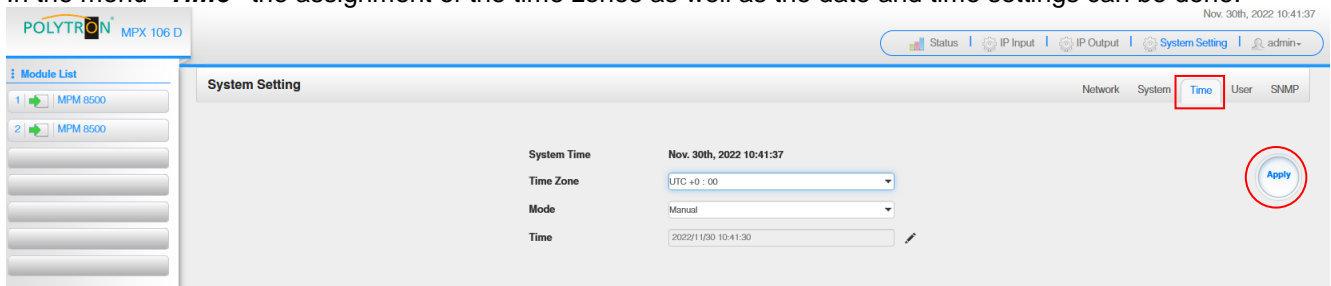 In the menu "Time" the assignment of the time zones as well as the date and time settings can be done.
Nov. 30th, 2022 10:41:37
POLYTRON MPX 106 D
Status | IP Input | IP Output | System Setting | admin
Module List
System Setting
Network System Time User SNMP
1 MPM 8500
2 MPM 8500
System Time Nov. 30th, 2022 10:41:37
Time Zone UTC +0 : 00
Apply
Mode Manual
Time 2022/11/30 10:41:30